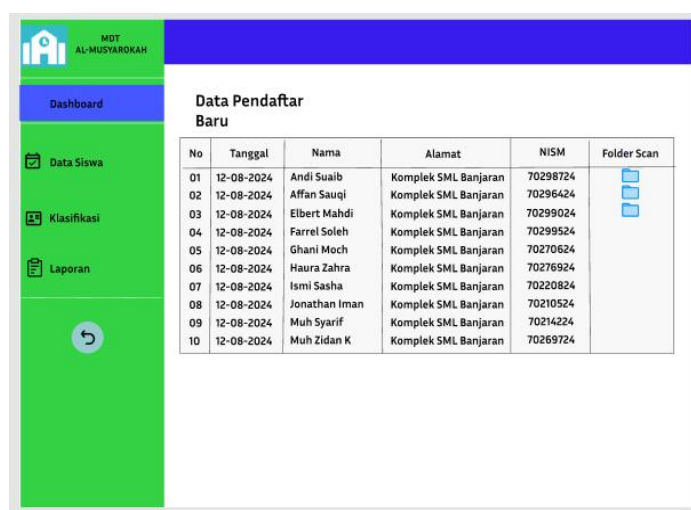 MDT
AL-MUSYAROKAH
Dashboard
Data Siswa
Klasifikasi
Laporan
Data Pendaftar
Baru
No Tanggal Nama Alamat NISM Folder Scan
01 12-08-2024 Andi Suaib Komplek SML Banjaran 70298724
02 12-08-2024 Affan Sauqi Komplek SML Banjaran 70296424
03 12-08-2024 Elbert Mahdi Komplek SML Banjaran 70299024
04 12-08-2024 Farrel Soleh Komplek SML Banjaran 70299524
05 12-08-2024 Ghani Moch Komplek SML Banjaran 70270624
06 12-08-2024 Haura Zahra Komplek SML Banjaran 70276924
07 12-08-2024 Ismi Sasha Komplek SML Banjaran 70220824
08 12-08-2024 Jonathan Iman Komplek SML Banjaran 70210524
09 12-08-2024 Muh Syarif Komplek SML Banjaran 70214224
10 12-08-2024 Muh Zidan K Komplek SML Banjaran 70269724